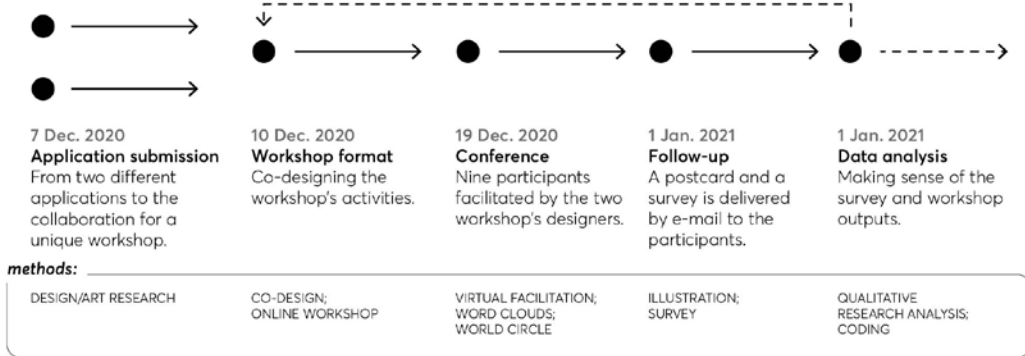 7 Dec. 2020
Application submission
From two different
applications to the
collaboration for a
unique workshop.
10 Dec. 2020
Workshop format
Co-designing the
workshop's activities.
19 Dec. 2020
Conference
Nine participants
facilitated by the two
workshop's designers.
1 Jan. 2021
Follow-up
A postcard and a
survey is delivered
by e-mail to the
participants.
1 Jan. 2021
Data analysis
Making sense of the
survey and workshop
outputs.
methods:
DESIGN/ART RESEARCH
CO-DESIGN;
ONLINE WORKSHOP
VIRTUAL FACILITATION;
WORD CLOUDS;
WORLD CIRCLE
ILLUSTRATION;
SURVEY
QUALITATIVE
RESEARCH ANALYSIS;
CODING